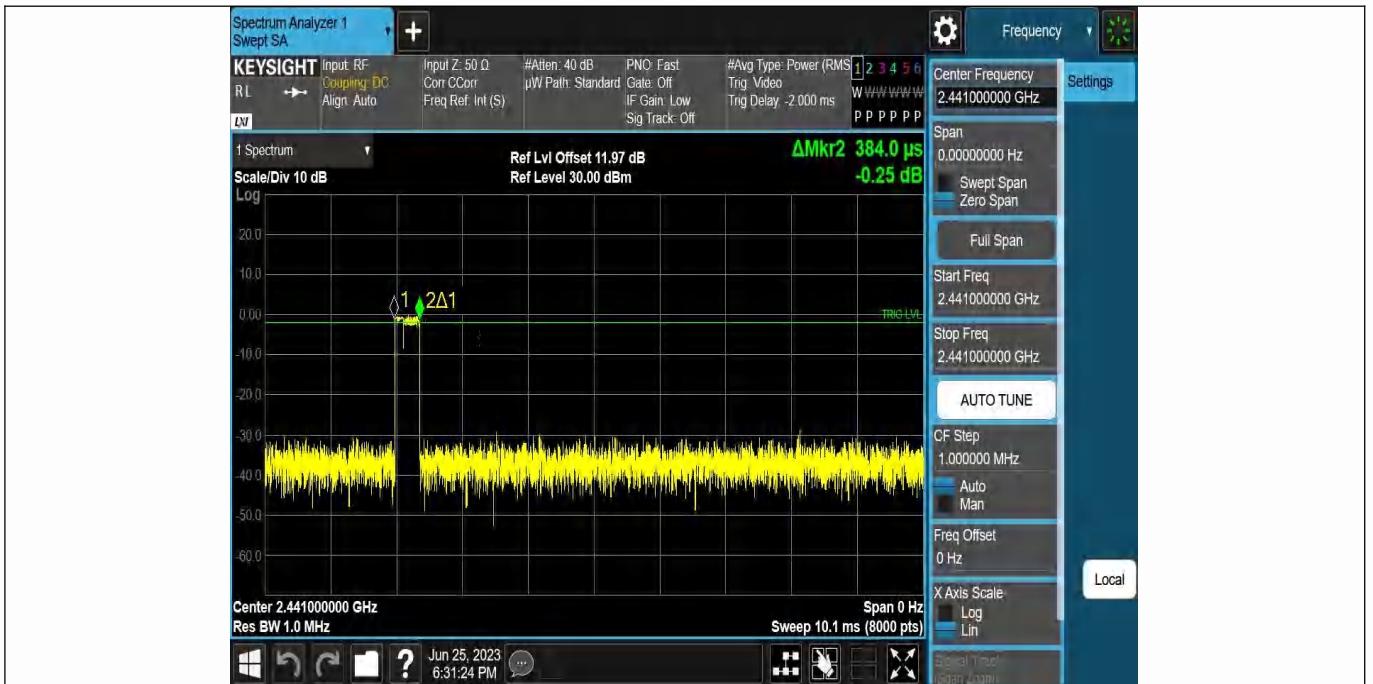 Spectrum Analyzer 1
Swept SA
Frequency
KEYSIGHT
R L
LXI
Input: RF
Coupling: DC
Align: Auto
Input Z: 50 Ω
Corr CCorr
Freq Ref: Int (S)
#Atten: 40 dB
µW Path: Standard
PNO: Fast
Gate: Off
IF Gain: Low
Sig Track: Off
#Avg Type: Power (RMS
Trig: Video
Trig Delay: -2.000 ms
1 2 3 4 5 6
W W W W W W
P P P P P P
1 Spectrum
Scale/Div 10 dB
Log
Ref Lvl Offset 11.97 dB
Ref Level 30.00 dBm
ΔMkr2 384.0 µs
-0.25 dB
20.0
10.0
0.00
-10.0
-20.0
-30.0
-40.0
-50.0
-60.0
1
2Δ1
TRIG LVL
Center 2.441000000 GHz
Res BW 1.0 MHz
Span 0 Hz
Sweep 10.1 ms (8000 pts)
Center Frequency
2.441000000 GHz
Settings
Span
0.00000000 Hz
Swept Span
Zero Span
Full Span
Start Freq
2.441000000 GHz
Stop Freq
2.441000000 GHz
AUTO TUNE
CF Step
1.000000 MHz
Auto
Man
Freq Offset
0 Hz
X Axis Scale
Log
Lin
Signal Track
(Span Zoom)
Local
?
Jun 25, 2023
6:31:24 PM